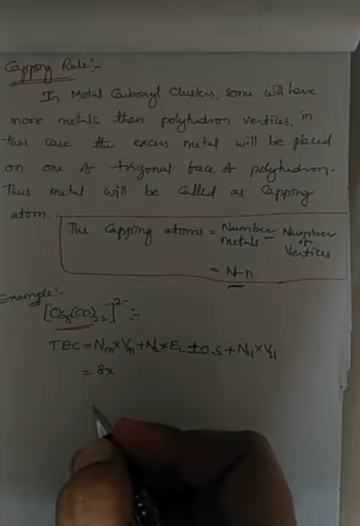 Capping Rule:-
In Metal Carbonyl Clusters, some will have
more metals than polyhedron vertices, in
this case the excess metal will be placed
on one of trigonal face of polyhedron.
Thus metal will be called as Capping
atom.
The Capping atoms = Number metals - Number of Vertices
= N-n
Example:-
[Os8(CO)22]2- :-
TEC = Nm×Vm+NL×EL±O.S+NH×VH
= 8×